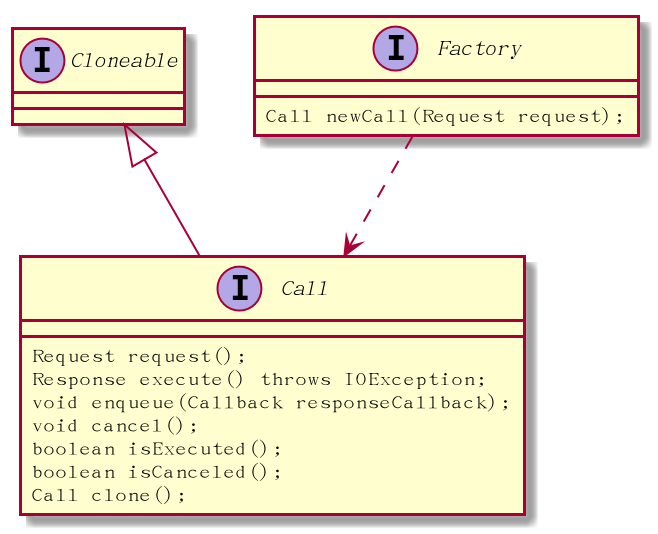 I Cloneable
I Factory
Call newCall(Request request);
I Call
Request request();
Response execute() throws IOException;
void enqueue(Callback responseCallback);
void cancel();
boolean isExecuted();
boolean isCanceled();
Call clone();